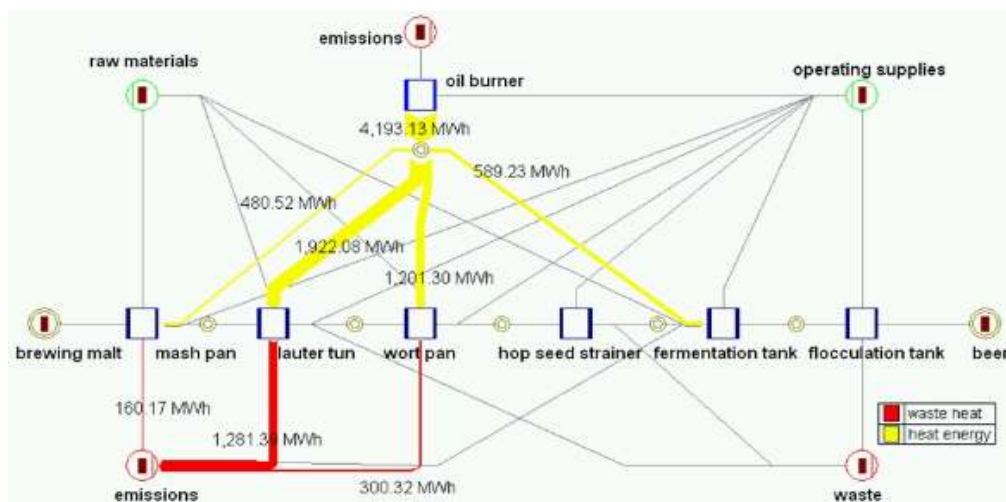 emissions
raw materials
oil burner
operating supplies
4,193.13 MWh
589.23 MWh
480.52 MWh
1,922.08 MWh
1,201.30 MWh
brewing malt
mash pan
lauter tun
wort pan
hop seed strainer
fermentation tank
flocculation tank
beer
160.17 MWh
waste heat
1,281.39 MWh
heat energy
emissions
300.32 MWh
waste